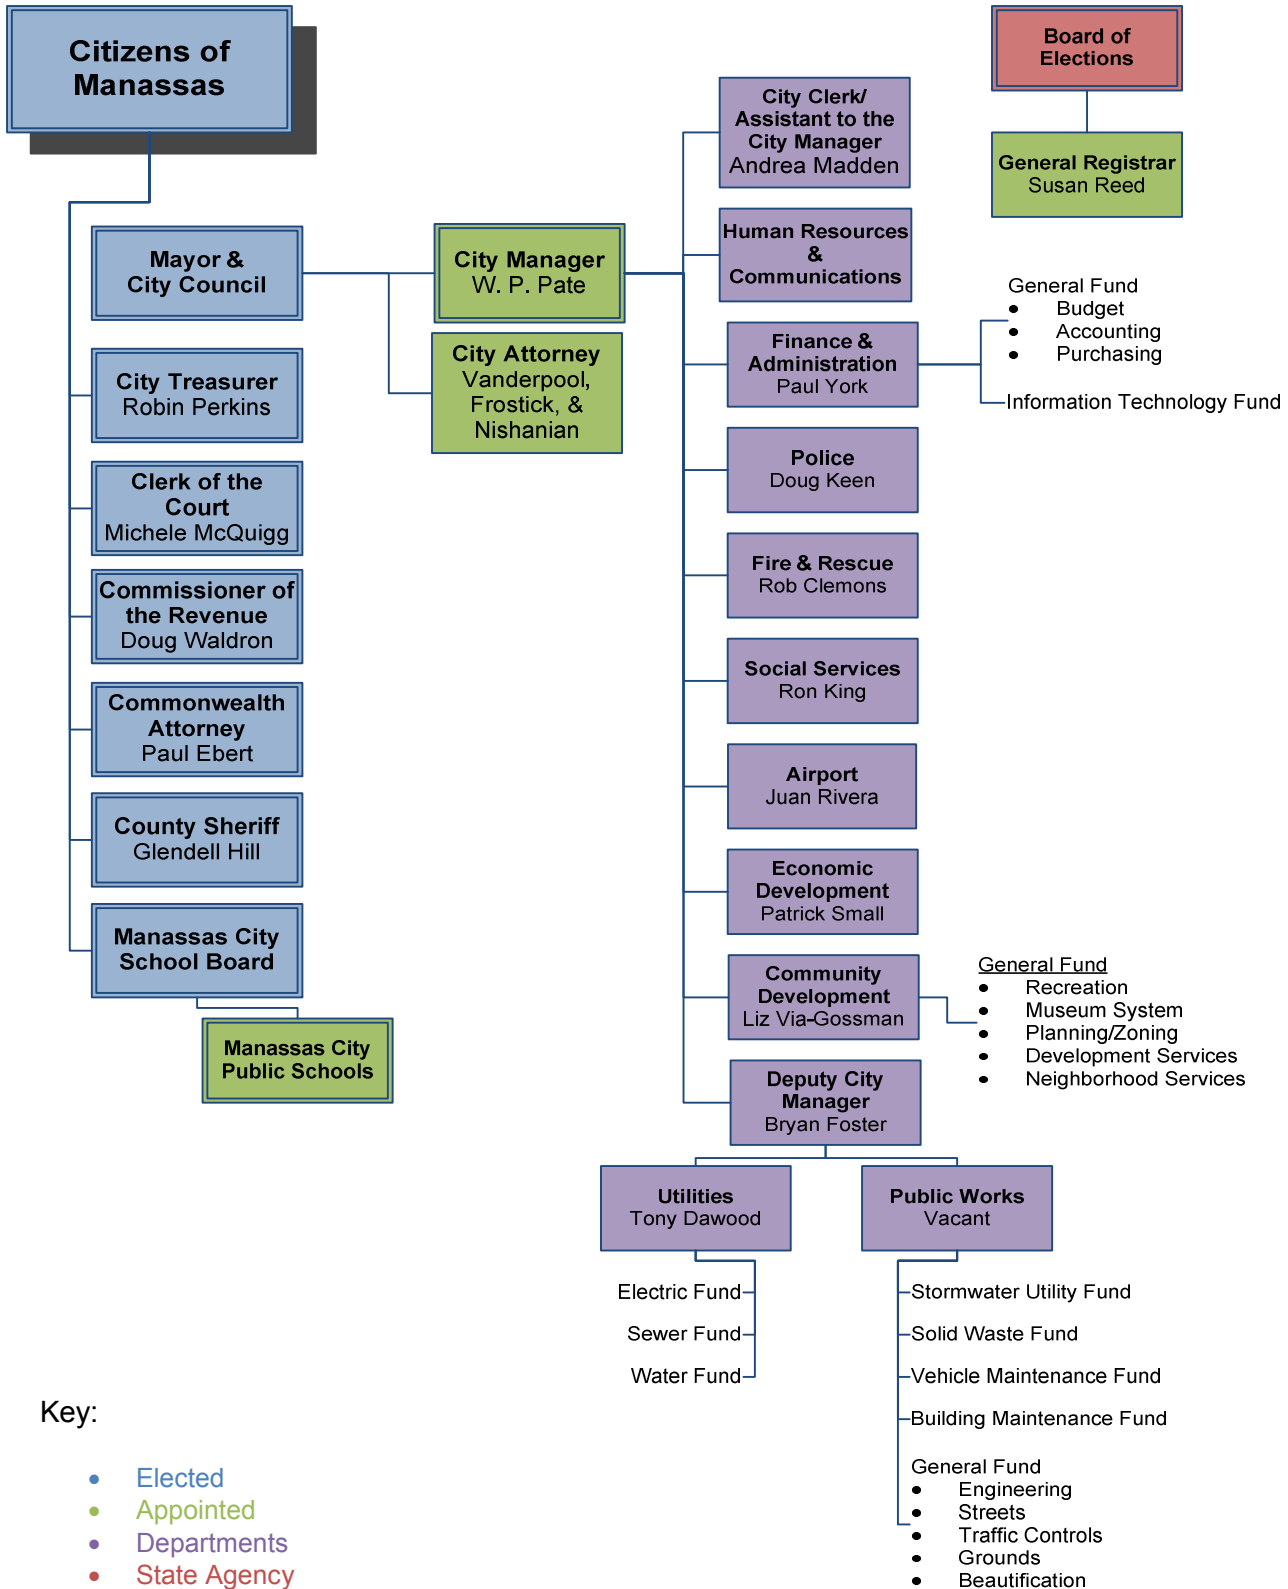 Citizens of
Manassas
Board of
Elections
General Registrar
Susan Reed
Mayor &
City Council
City Treasurer
Robin Perkins
Clerk of the
Court
Michele McQuigg
Commissioner of
the Revenue
Doug Waldron
Commonwealth
Attorney
Paul Ebert
County Sheriff
Glendell Hill
Manassas City
School Board
Manassas City
Public Schools
City Manager
W. P. Pate
City Attorney
Vanderpool,
Frostick, &
Nishanian
City Clerk/
Assistant to the
City Manager
Andrea Madden
Human Resources
&
Communications
Finance &
Administration
Paul York
General Fund
• Budget
• Accounting
• Purchasing
Information Technology Fund
Police
Doug Keen
Fire & Rescue
Rob Clemons
Social Services
Ron King
Airport
Juan Rivera
Economic
Development
Patrick Small
Community
Development
Liz Via-Gossman
General Fund
• Recreation
• Museum System
• Planning/Zoning
• Development Services
• Neighborhood Services
Deputy City
Manager
Bryan Foster
Utilities
Tony Dawood
Electric Fund
Sewer Fund
Water Fund
Public Works
Vacant
Stormwater Utility Fund
Solid Waste Fund
Vehicle Maintenance Fund
Building Maintenance Fund
General Fund
• Engineering
• Streets
• Traffic Controls
• Grounds
• Beautification
Key:
• Elected
• Appointed
• Departments
• State Agency